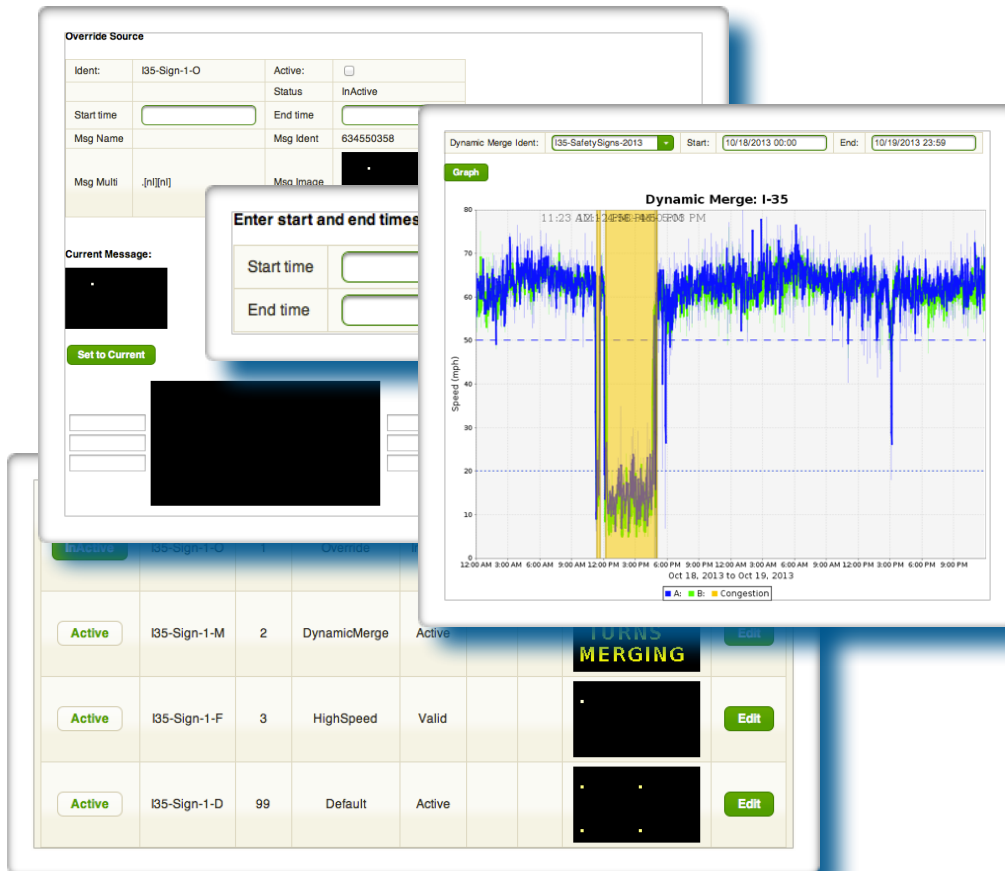 Override Source
Ident: I35-Sign-1-O Active:
Status InActive
Start time End time
Msg Name Msg Ident 634550358
Msg Multi .[nl][nl] Msg Image
Current Message:
Set to Current
Enter start and end times
Start time
End time
Dynamic Merge Ident: I35-SafetySigns-2013 Start: 10/18/2013 00:00 End: 10/19/2013 23:59
Graph
Dynamic Merge: I-35
11:23 AM
PM
80
70
60
50
40
30
20
10
0
Speed (mph)
12:00 AM 3:00 AM 6:00 AM 9:00 AM 12:00 PM 3:00 PM 6:00 PM 9:00 PM 12:00 AM 3:00 AM 6:00 AM 9:00 AM 12:00 PM 3:00 PM 6:00 PM 9:00 PM
Oct 18, 2013 to Oct 19, 2013
A: B: Congestion
InActive I35-Sign-1-O 1 Override
Active I35-Sign-1-M 2 DynamicMerge Active TURNS Edit
MERGING
Active I35-Sign-1-F 3 HighSpeed Valid Edit
Active I35-Sign-1-D 99 Default Active Edit